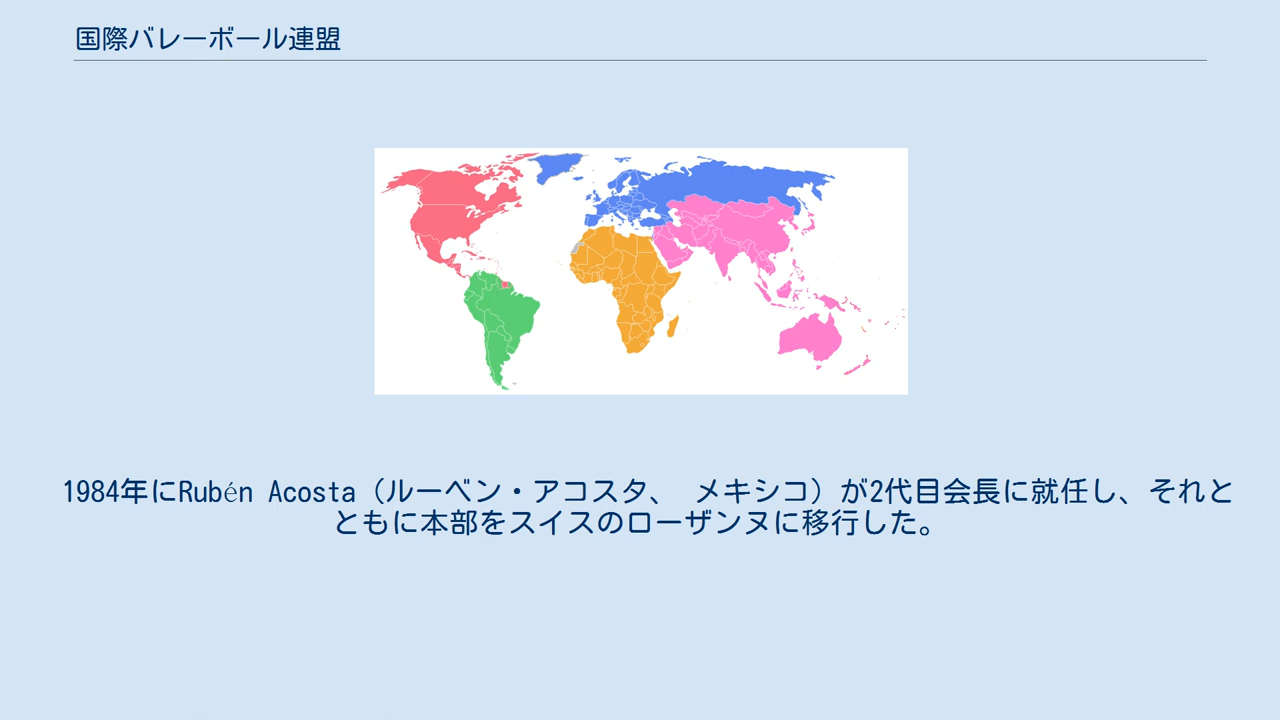 国際バレーボール連盟
1984年にRubén Acosta（ルーベン・アコスタ、 メキシコ）が2代目会長に就任し、それと
ともに本部をスイスのローザンヌに移行した。